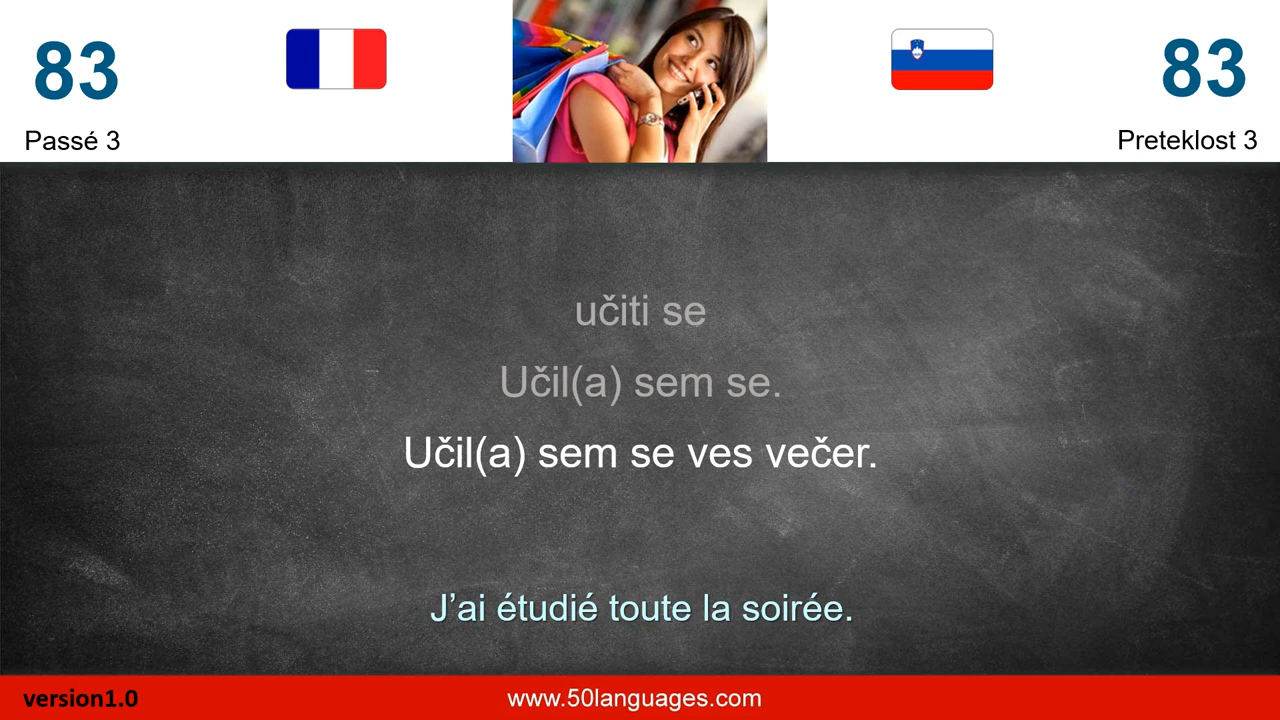 83
83
Passé 3
Preteklost 3
učiti se
Učil(a) sem se.
Učil(a) sem se ves večer.
J’ai étudié toute la soirée.
version1.0
www.50languages.com